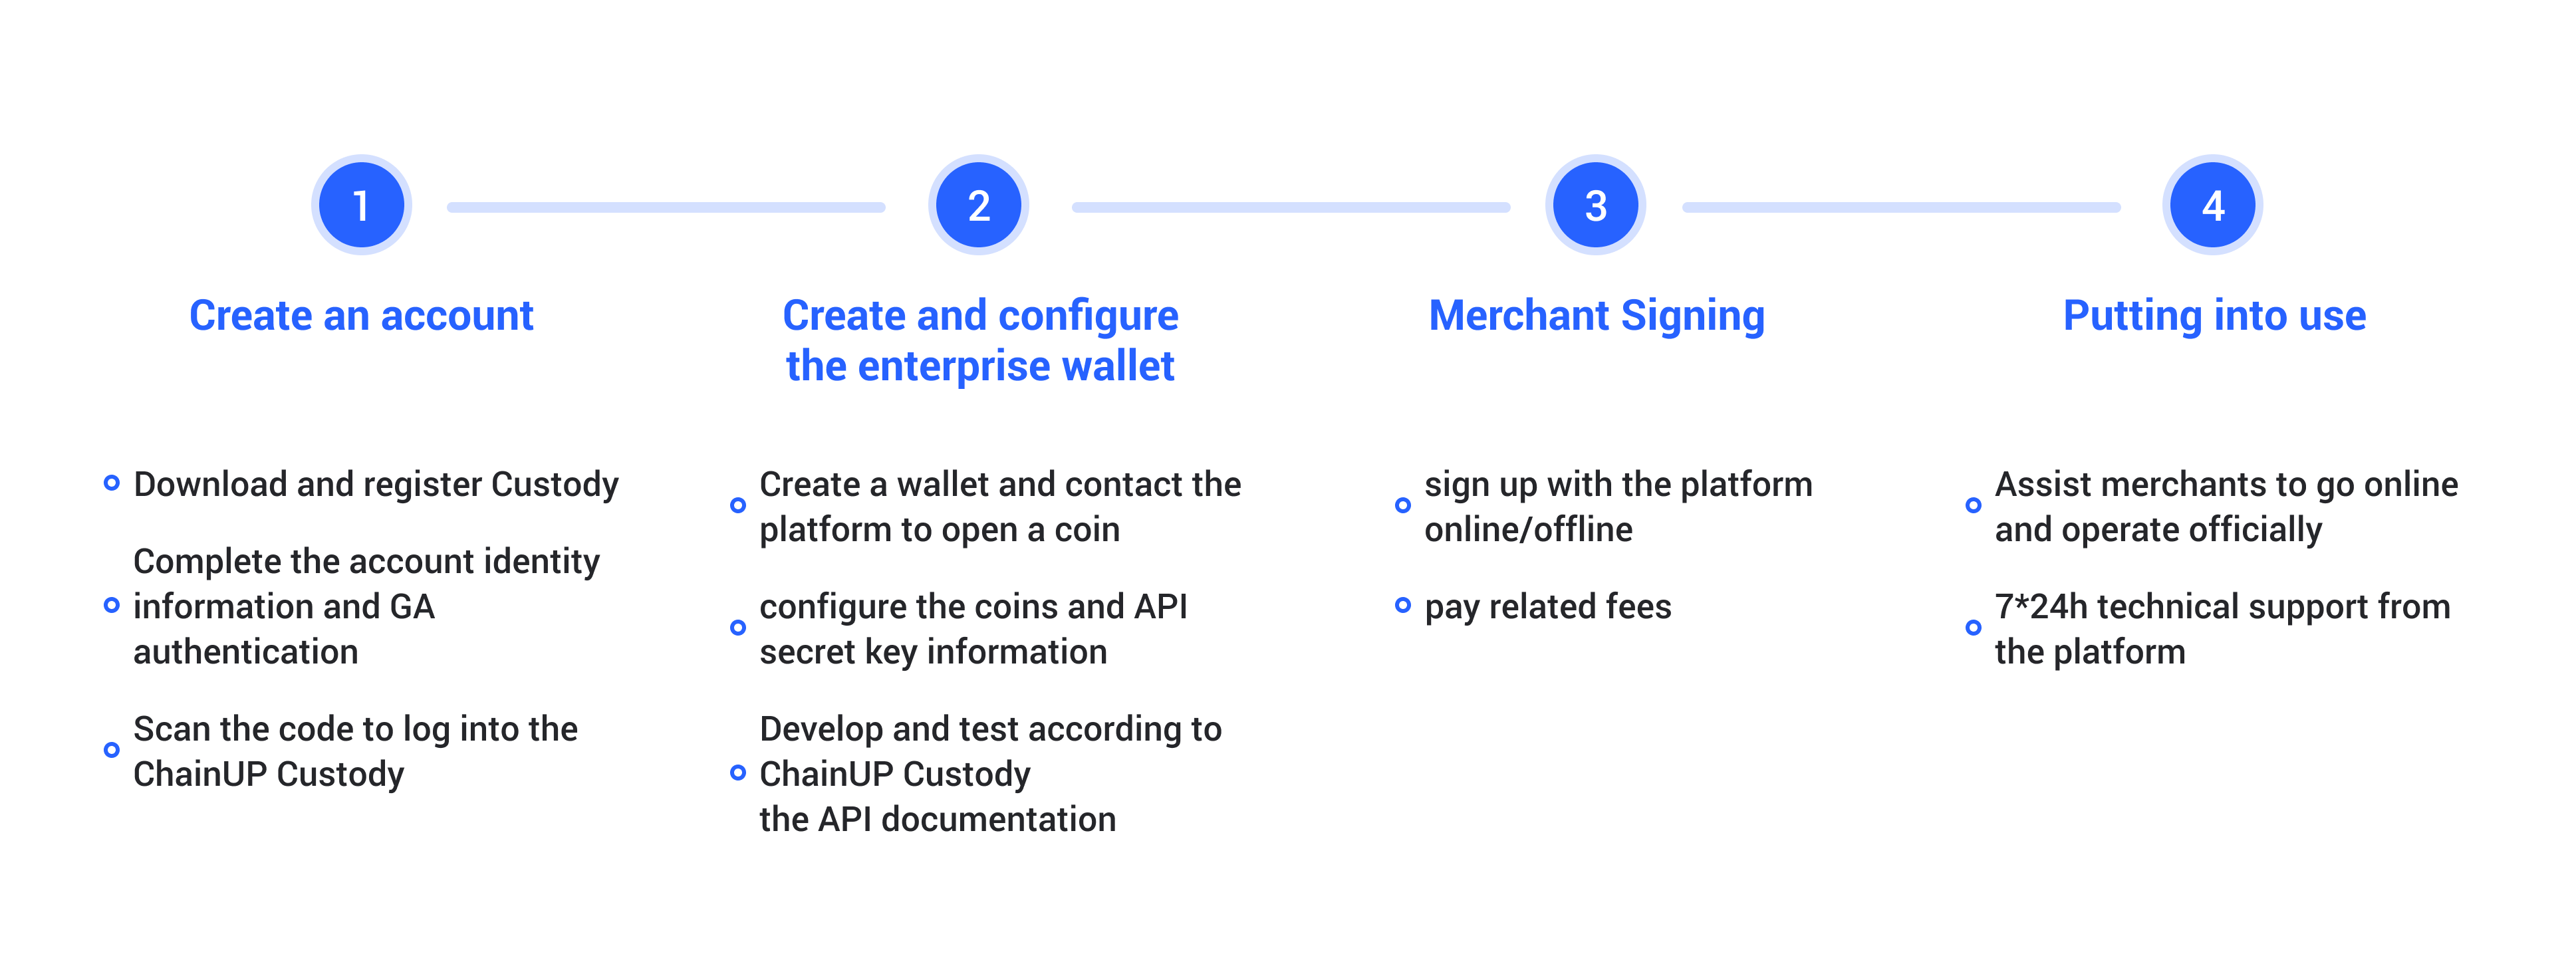 1
Create an account
Download and register Custody
Complete the account identity
information and GA
authentication
Scan the code to log into the
ChainUP Custody
2
Create and configure
the enterprise wallet
Create a wallet and contact the
platform to open a coin
configure the coins and API
secret key information
Develop and test according to
ChainUP Custody
the API documentation
3
Merchant Signing
sign up with the platform
online/offline
pay related fees
4
Putting into use
Assist merchants to go online
and operate officially
7*24h technical support from
the platform